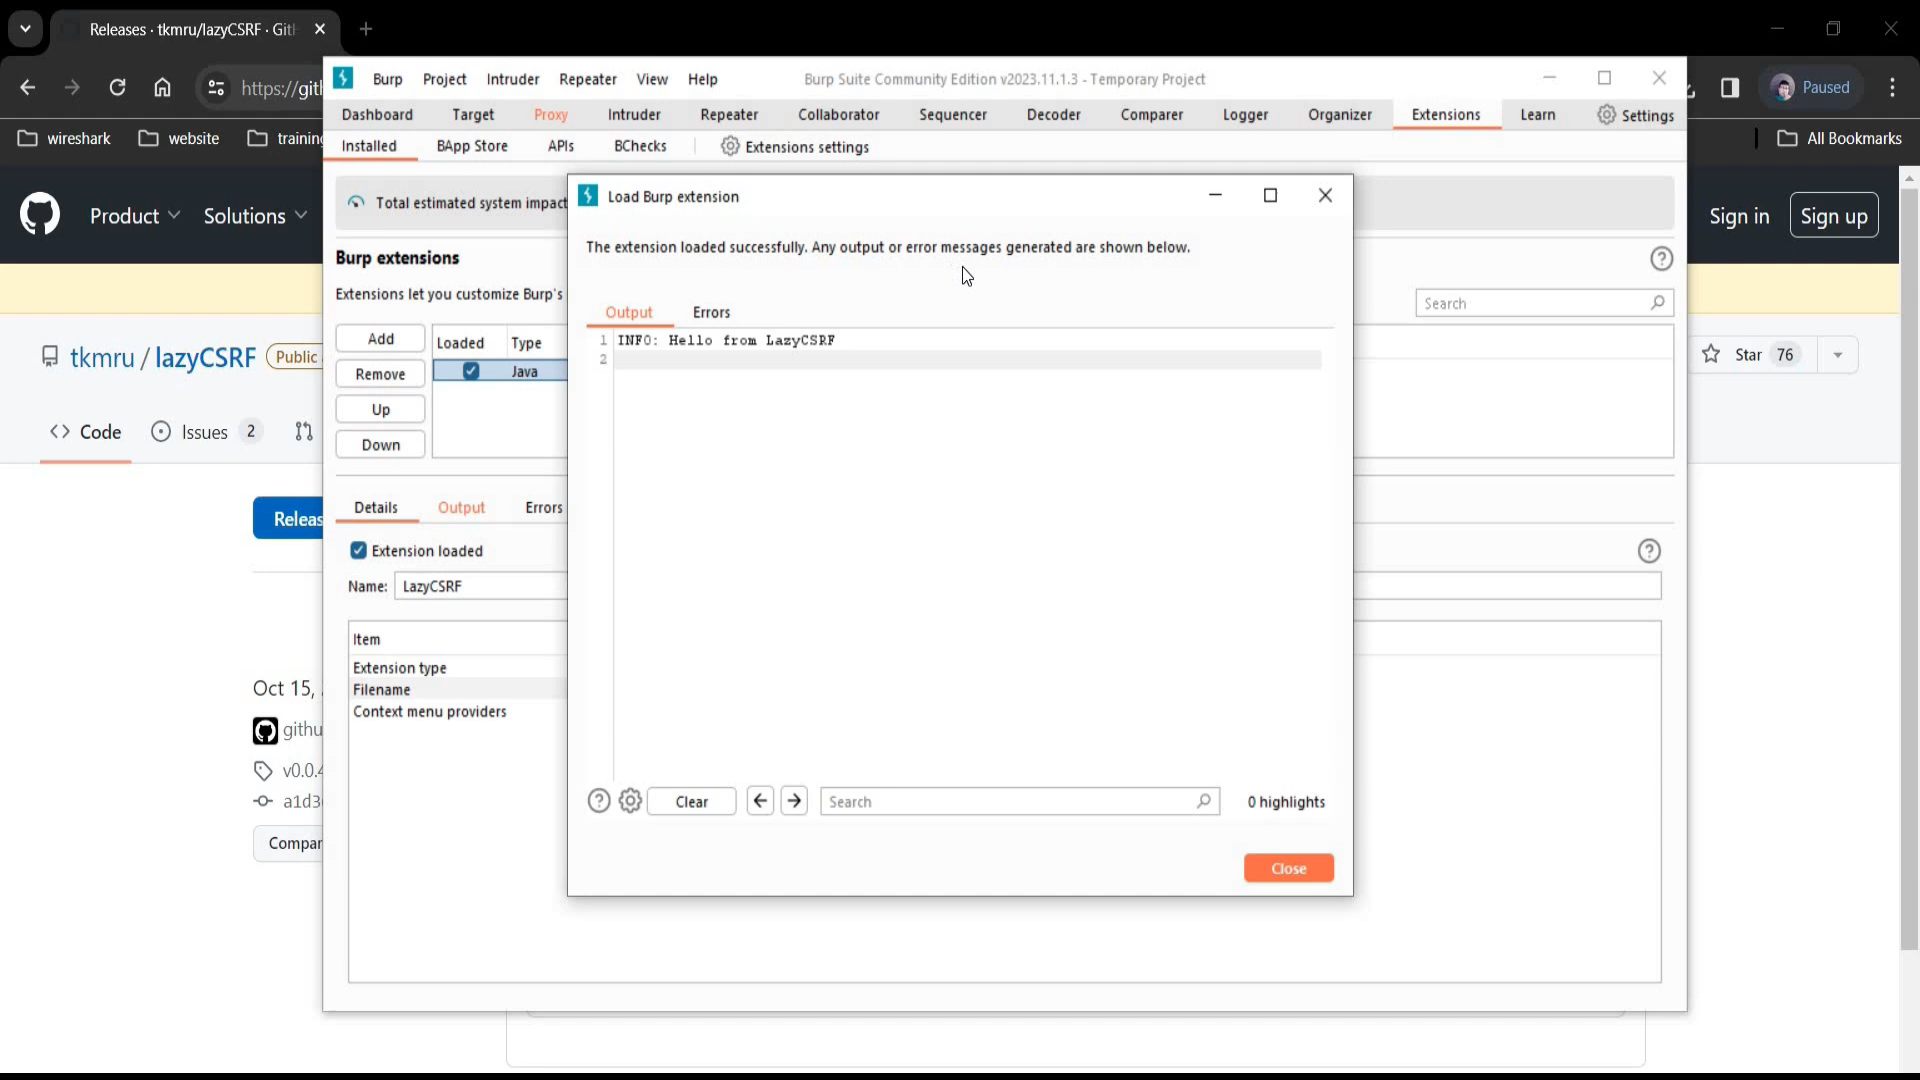 Releases · tkmru/lazyCSRF · Git
https://gitl
Paused
wireshark
website
training
All Bookmarks
Product
Solutions
Sign in
Sign up
tkmru / lazyCSRF
Public
Star 76
Code
Issues 2
Releas
Oct 15,
githu
v0.0.4
a1d3
Compar
Burp Project Intruder Repeater View Help
Burp Suite Community Edition v2023.11.1.3 - Temporary Project
Dashboard Target Proxy Intruder Repeater Collaborator Sequencer Decoder Comparer Logger Organizer Extensions Learn Settings
Installed BApp Store APIs BChecks Extensions settings
Total estimated system impact
Burp extensions
Extensions let you customize Burp's
Search
Add
Remove
Up
Down
Loaded Type
Java
Details Output Errors
Extension loaded
Name: LazyCSRF
Item
Extension type
Filename
Context menu providers
Load Burp extension
The extension loaded successfully. Any output or error messages generated are shown below.
Output Errors
1 INFO: Hello from LazyCSRF
2
Clear
Search
0 highlights
Close